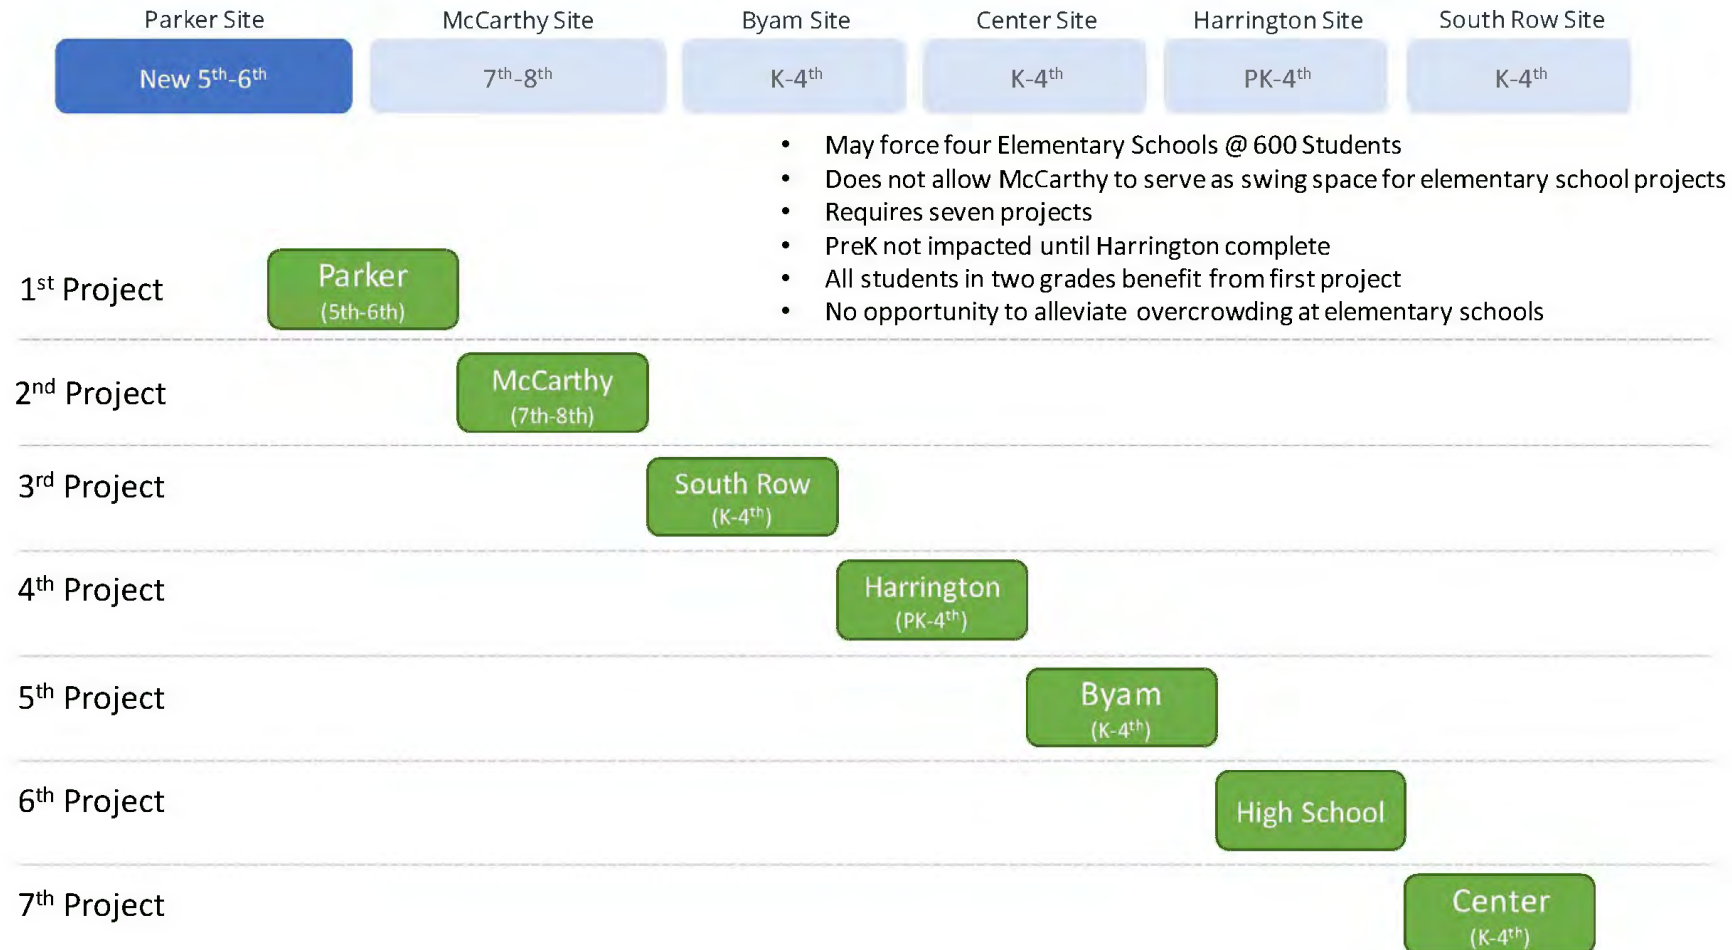 Parker Site McCarthy Site Byam Site Center Site Harrington Site South Row Site
New 5th-6th 7th-8th K-4th K-4th PK-4th K-4th
• May force four Elementary Schools @ 600 Students
• Does not allow McCarthy to serve as swing space for elementary school projects
• Requires seven projects
• PreK not impacted until Harrington complete
• All students in two grades benefit from first project
• No opportunity to alleviate overcrowding at elementary schools
1st Project
Parker
(5th-6th)
2nd Project
McCarthy
(7th-8th)
3rd Project
South Row
(K-4th)
4th Project
Harrington
(PK-4th)
5th Project
Byam
(K-4th)
6th Project
High School
7th Project
Center
(K-4th)